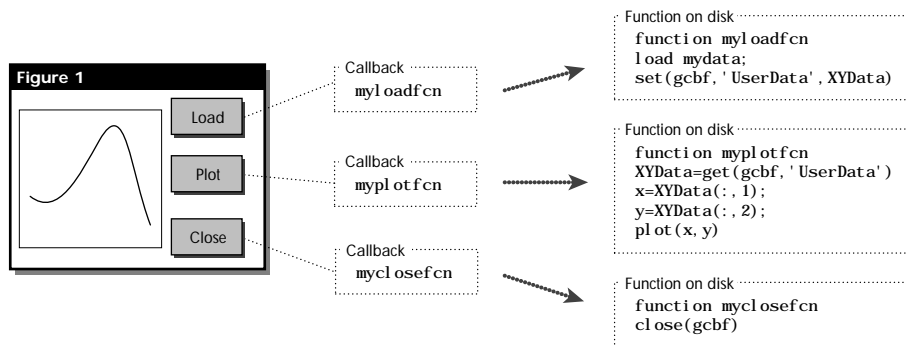 Figure 1
Load
Plot
Close
Callback
myloadfcn
Callback
myplotfcn
Callback
myclosefcn
Function on disk
function myloadfcn
load mydata;
set(gcbf,'UserData',XYData)
Function on disk
function myplotfcn
XYData=get(gcbf,'UserData')
x=XYData(:,1);
y=XYData(:,2);
plot(x,y)
Function on disk
function myclosefcn
close(gcbf)